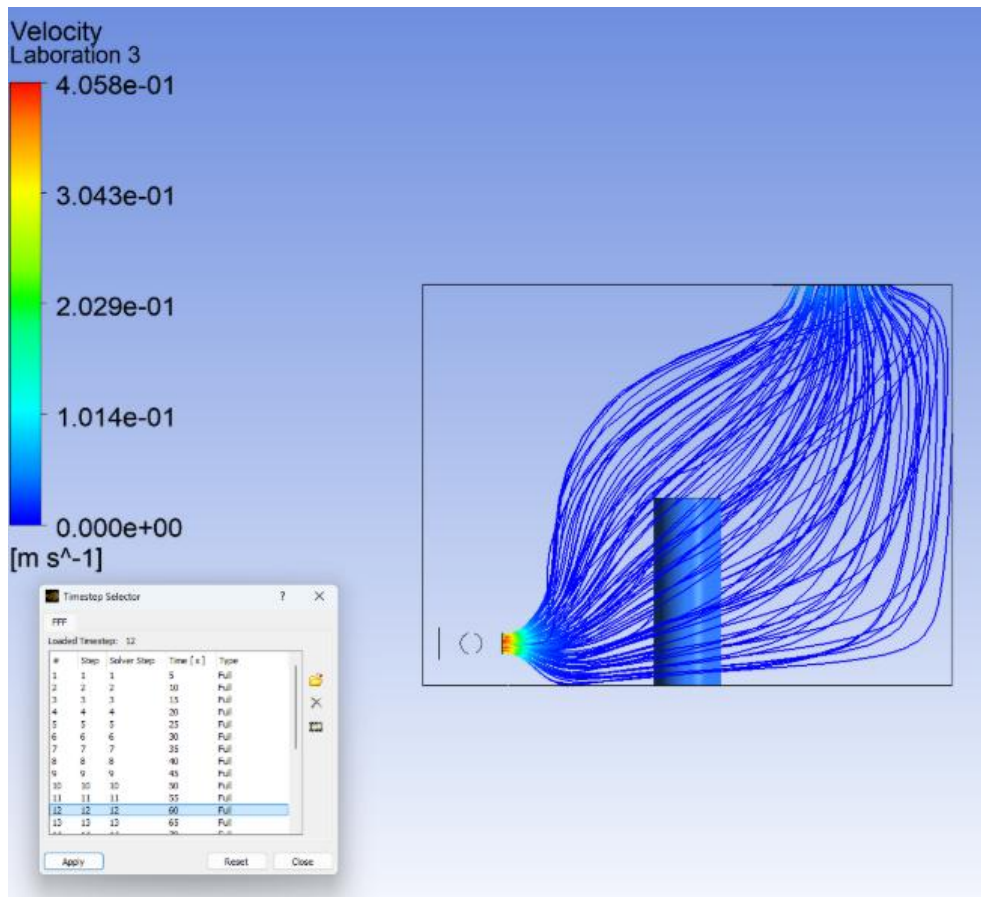 Velocity
Laboration 3
4.058e-01
3.043e-01
2.029e-01
1.014e-01
0.000e+00
[m s^-1]
Timestep Selector ? ×
FFF
Loaded Timestep: 12
# Step Solver Step Time [s] Type
1 1 1 5 Full
2 2 2 10 Full
3 3 3 15 Full
4 4 4 20 Full
5 5 5 25 Full
6 6 6 30 Full
7 7 7 35 Full
8 8 8 40 Full
9 9 9 45 Full
10 10 10 50 Full
11 11 11 55 Full
12 12 12 60 Full
13 13 13 65 Full
Apply Reset Close